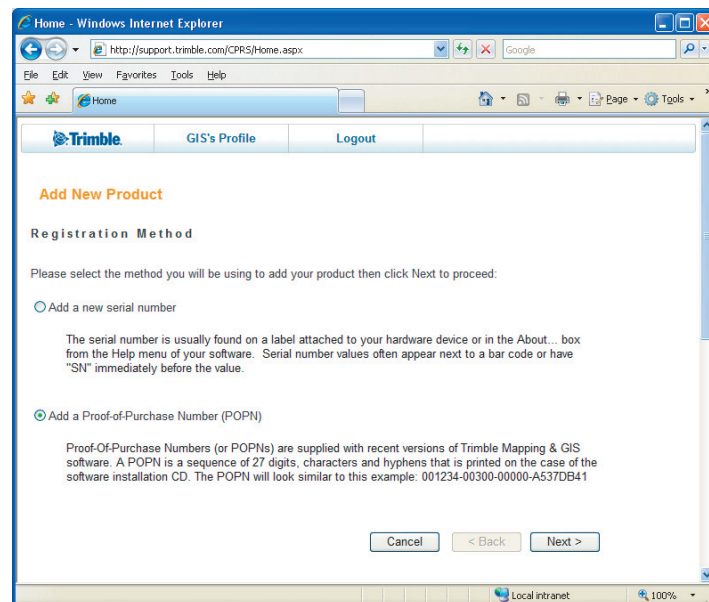 Home - Windows Internet Explorer
http://support.trimble.com/CPRS/Home.aspx
Google
File Edit View Favorites Tools Help
Home
Page Tools
Trimble.
GIS's Profile
Logout
Add New Product
Registration Method
Please select the method you will be using to add your product then click Next to proceed:
Add a new serial number
The serial number is usually found on a label attached to your hardware device or in the About... box
from the Help menu of your software. Serial number values often appear next to a bar code or have
"SN" immediately before the value.
Add a Proof-of-Purchase Number (POPN)
Proof-Of-Purchase Numbers (or POPNs) are supplied with recent versions of Trimble Mapping & GIS
software. A POPN is a sequence of 27 digits, characters and hyphens that is printed on the case of the
software installation CD. The POPN will look similar to this example: 001234-00300-00000-A537DB41
Cancel
< Back
Next >
Local intranet
100%